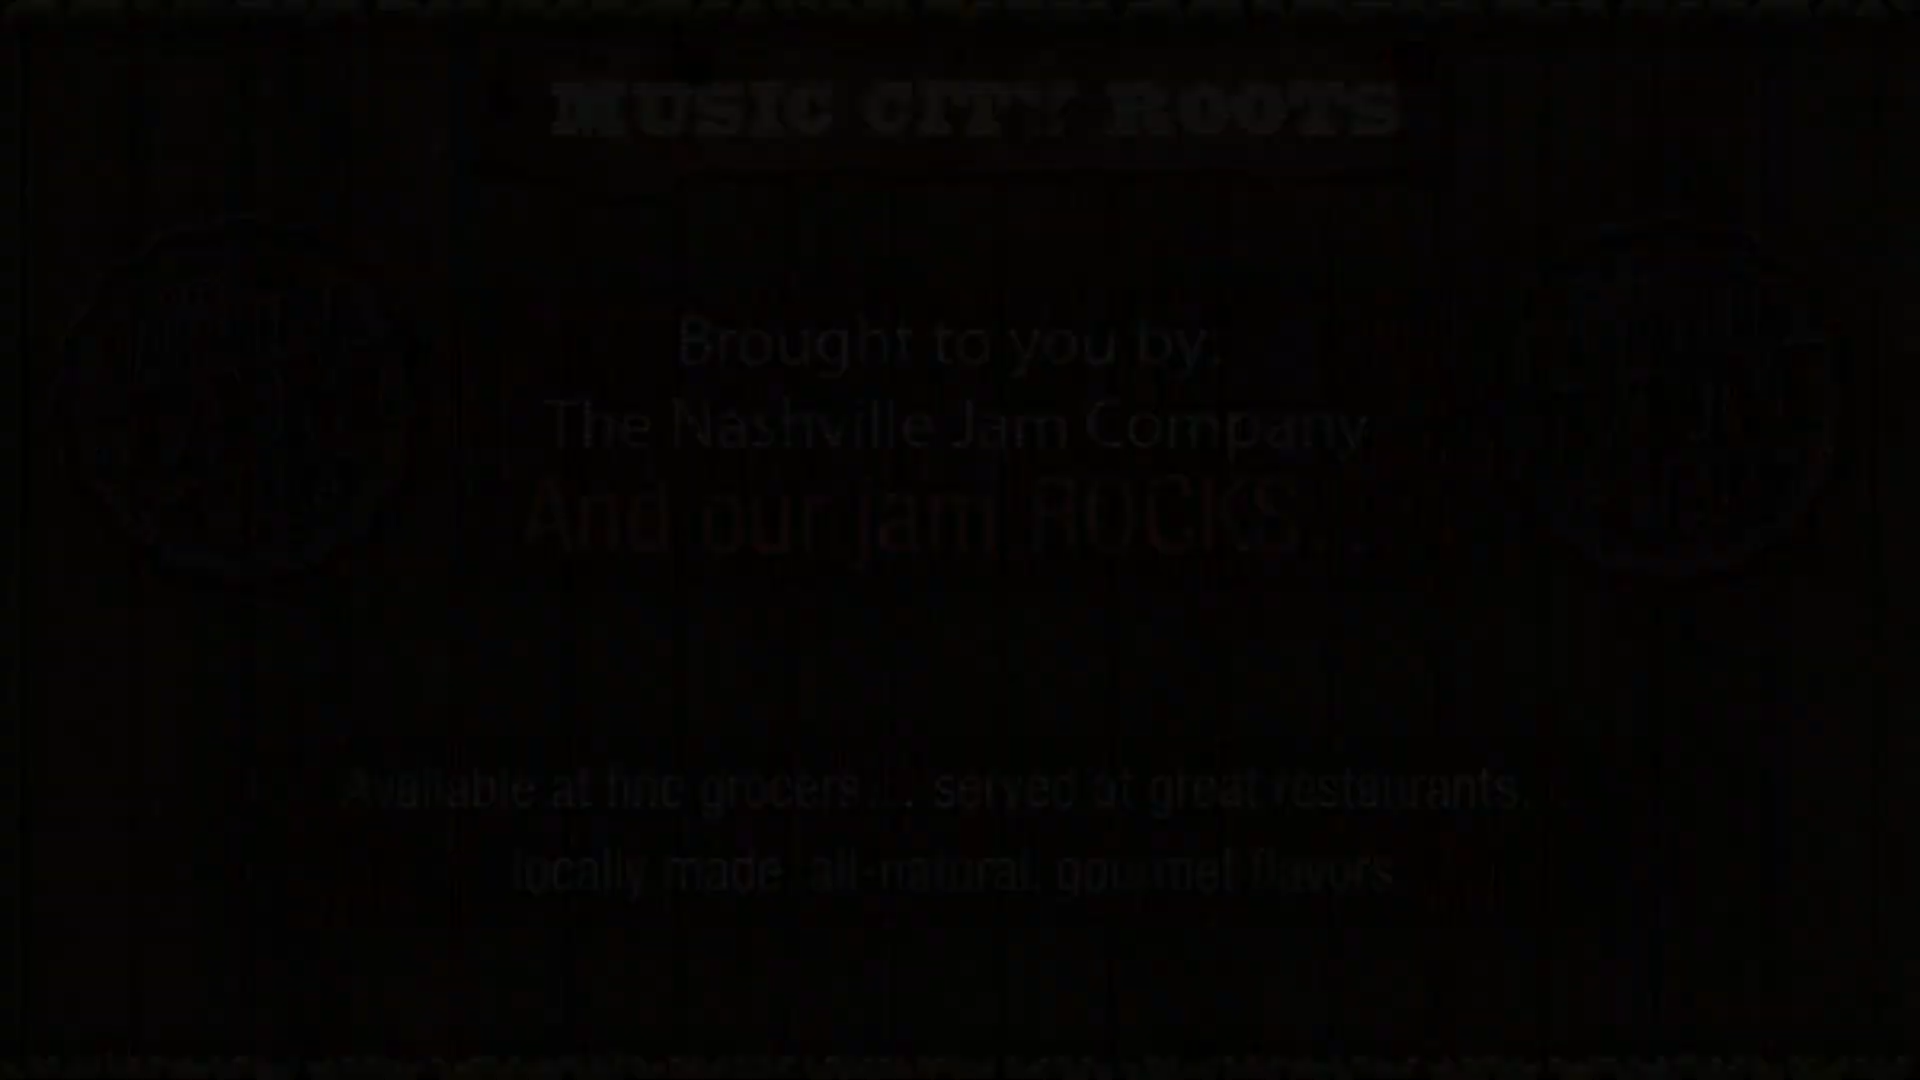 MUSIC CITY ROOTS
Brought to you by:
The Nashville Jam Company
And our jam ROCKS...
Available at fine grocers... served at great restaurants.
locally made, all-natural, gourmet flavors